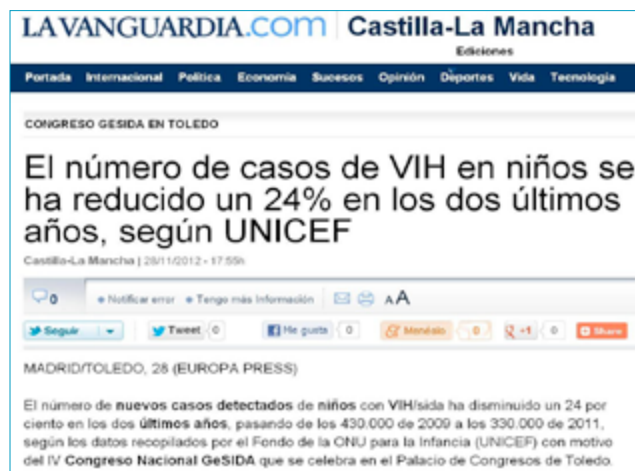 LAVANGUARDIA.COM | Castilla-La Mancha
Ediciones
Portada Internacional Política Economía Sucesos Opinión Deportes Vida Tecnología
CONGRESO GESIDA EN TOLEDO
El número de casos de VIH en niños se
ha reducido un 24% en los dos últimos
años, según UNICEF
Castilla-La Mancha | 28/11/2012 - 17:55h
0 Notificar error Tengo más Información A A
Seguir Tweet 0 Me gusta 0 Menéalo 0 +1 0 Share
MADRID/TOLEDO, 28 (EUROPA PRESS)
El número de nuevos casos detectados de niños con VIH/sida ha disminuido un 24 por
ciento en los dos últimos años, pasando de los 430.000 de 2009 a los 330.000 de 2011,
según los datos recopilados por el Fondo de la ONU para la Infancia (UNICEF) con motivo
del IV Congreso Nacional GeSIDA que se celebra en el Palacio de Congresos de Toledo.